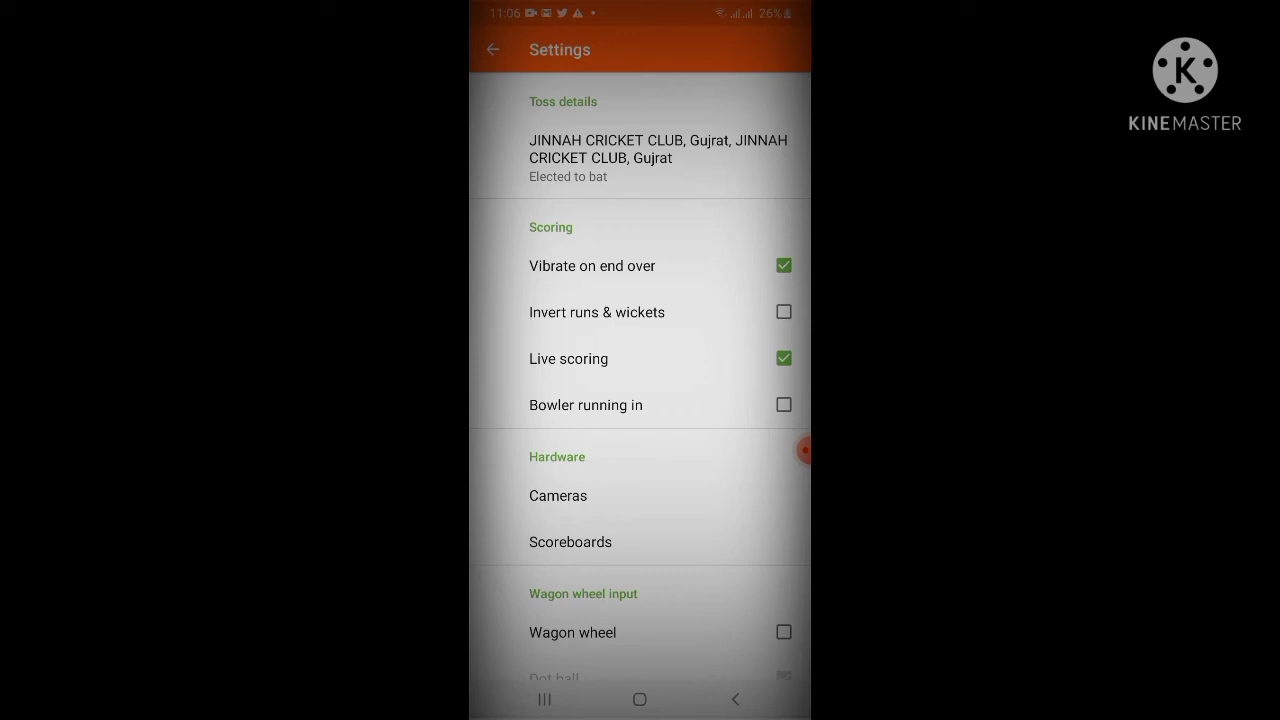 11:06
26%
Settings
K
KINEMASTER
Toss details
JINNAH CRICKET CLUB, Gujrat, JINNAH
CRICKET CLUB, Gujrat
Elected to bat
Scoring
Vibrate on end over
Invert runs & wickets
Live scoring
Bowler running in
Hardware
Cameras
Scoreboards
Wagon wheel input
Wagon wheel
Dot ball